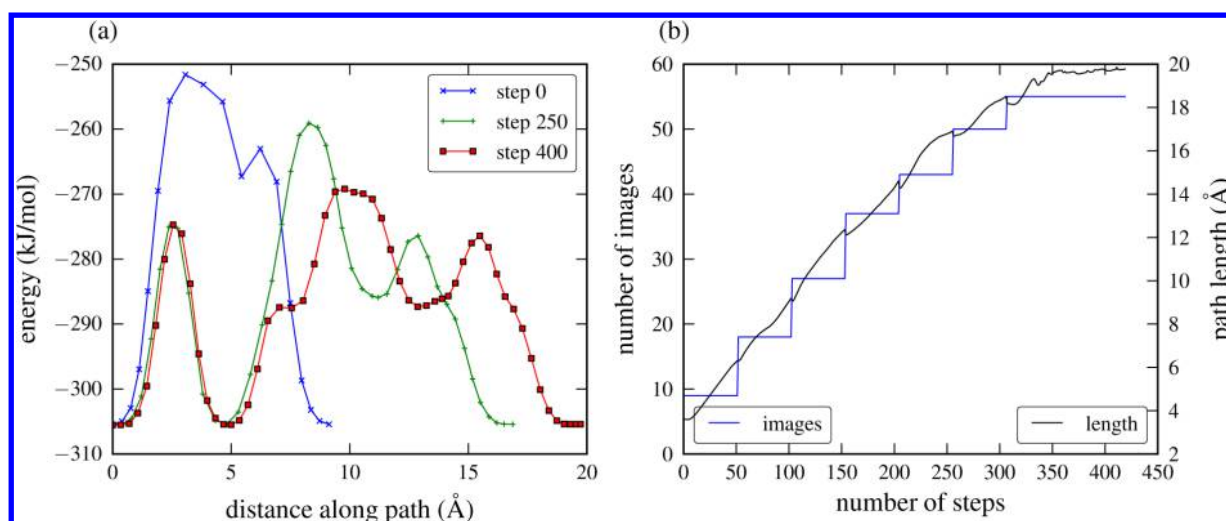 (a)
energy (kJ/mol)
−250
−260
−270
−280
−290
−300
−310
0 5 10 15 20
distance along path (Å)
step 0
step 250
step 400
(b)
number of images
60
50
40
30
20
10
0
0 50 100 150 200 250 300 350 400 450
number of steps
images
length
20
18
16
14
12
10
8
6
4
2
path length (Å)